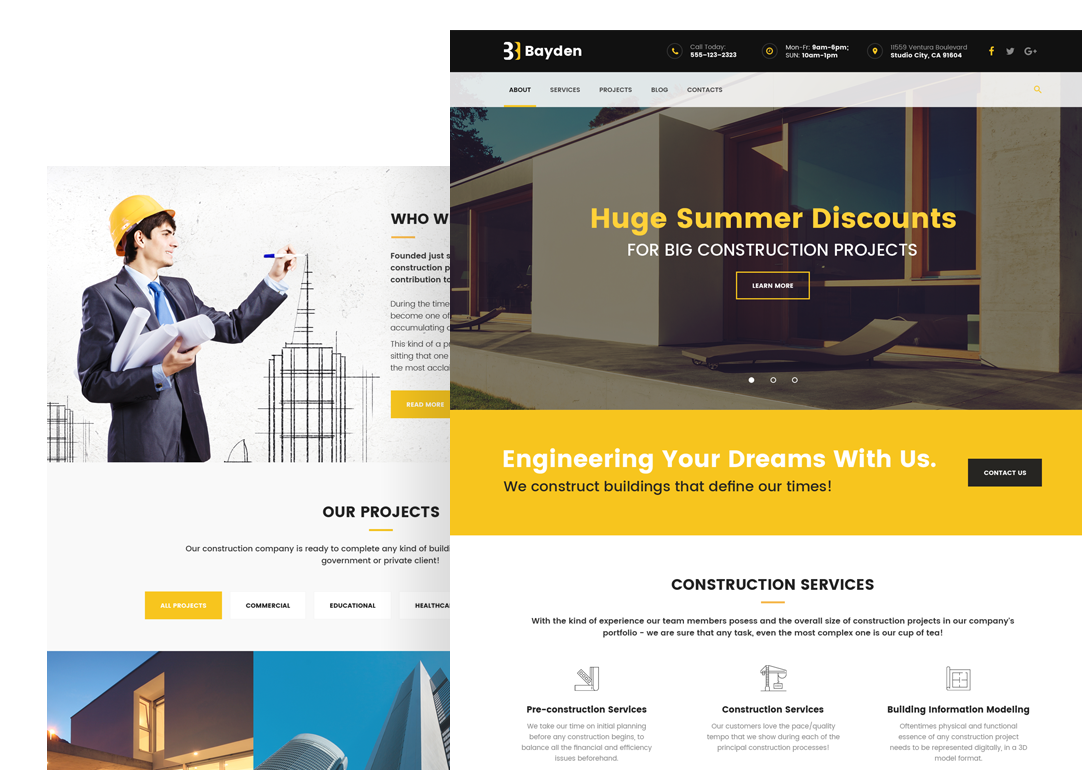 Bayden
Call Today:
555–123–2323
Mon-Fr: 9am-6pm;
SUN: 10am-1pm
11559 Ventura Boulevard
Studio City, CA 91604
ABOUT SERVICES PROJECTS BLOG CONTACTS
Huge Summer Discounts
FOR BIG CONSTRUCTION PROJECTS
LEARN MORE
Engineering Your Dreams With Us.
We construct buildings that define our times!
CONTACT US
CONSTRUCTION SERVICES
With the kind of experience our team members posess and the overall size of construction projects in our company's
portfolio - we are sure that any task, even the most complex one is our cup of tea!
Pre-construction Services
We take our time on initial planning
before any construction begins, to
balance all the financial and efficiency
issues beforehand.
Construction Services
Our customers love the pace/quality
tempo that we show during each of the
principal construction processes!
Building Information Modeling
Oftentimes physical and functional
essence of any construction project
needs to be represented digitally, in a 3D
model format.
WHO W
Founded just
construction
contribution
During the time
become one of
accumulating
This kind of a
sitting that one
the most
READ MORE
OUR PROJECTS
Our construction company is ready to complete any kind of
government or private client!
ALL PROJECTS COMMERCIAL EDUCATIONAL HEALTHCA